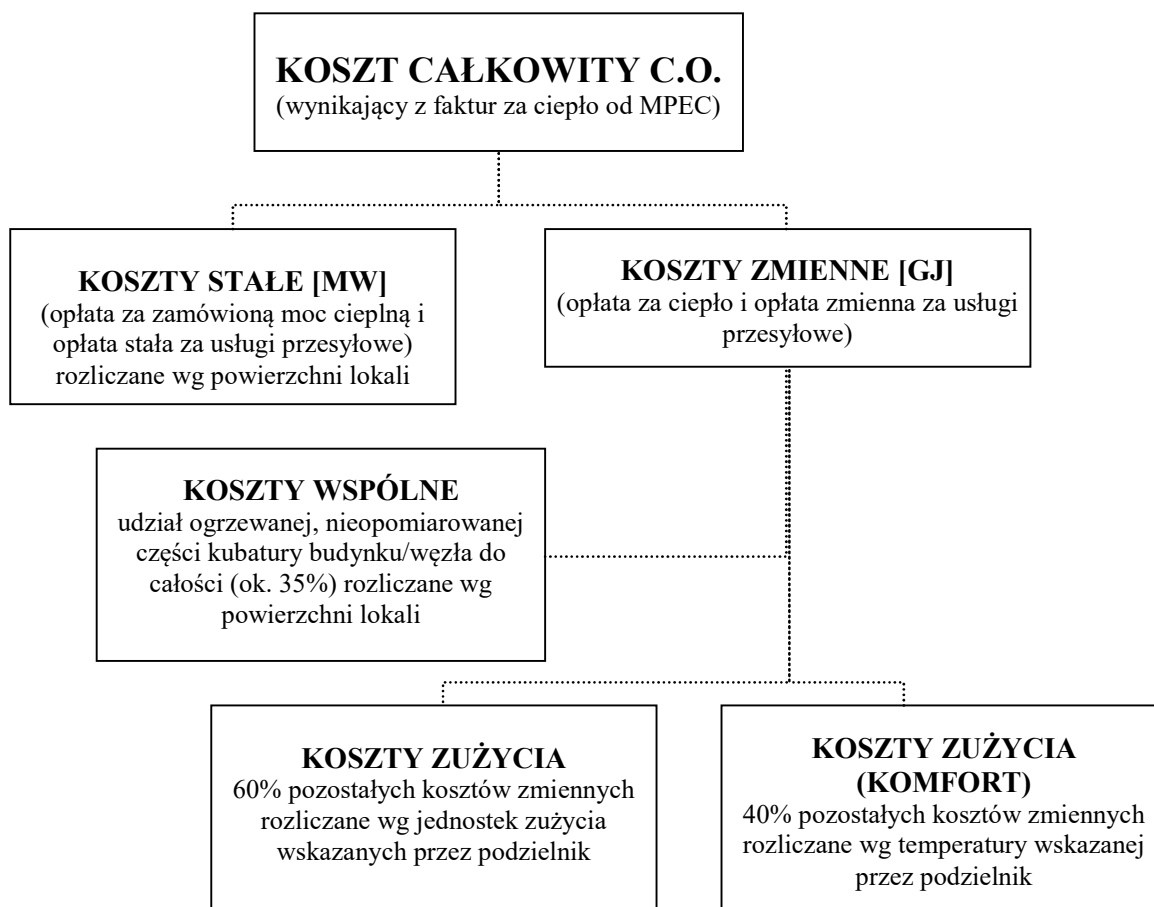 KOSZT CAŁKOWITY C.O.
(wynikający z faktur za ciepło od MPEC)
KOSZTY STAŁE [MW]
(opłata za zamówioną moc cieplną i
opłata stała za usługi przesyłowe)
rozliczane wg powierzchni lokali
KOSZTY ZMIENNE [GJ]
(opłata za ciepło i opłata zmienna za usługi
przesyłowe)
KOSZTY WSPÓLNE
udział ogrzewanej, nieopomiarowanej
części kubatury budynku/węzła do
całości (ok. 35%) rozliczane wg
powierzchni lokali
KOSZTY ZUŻYCIA
60% pozostałych kosztów zmiennych
rozliczane wg jednostek zużycia
wskazanych przez podzielnik
KOSZTY ZUŻYCIA
(KOMFORT)
40% pozostałych kosztów zmiennych
rozliczane wg temperatury wskazanej
przez podzielnik